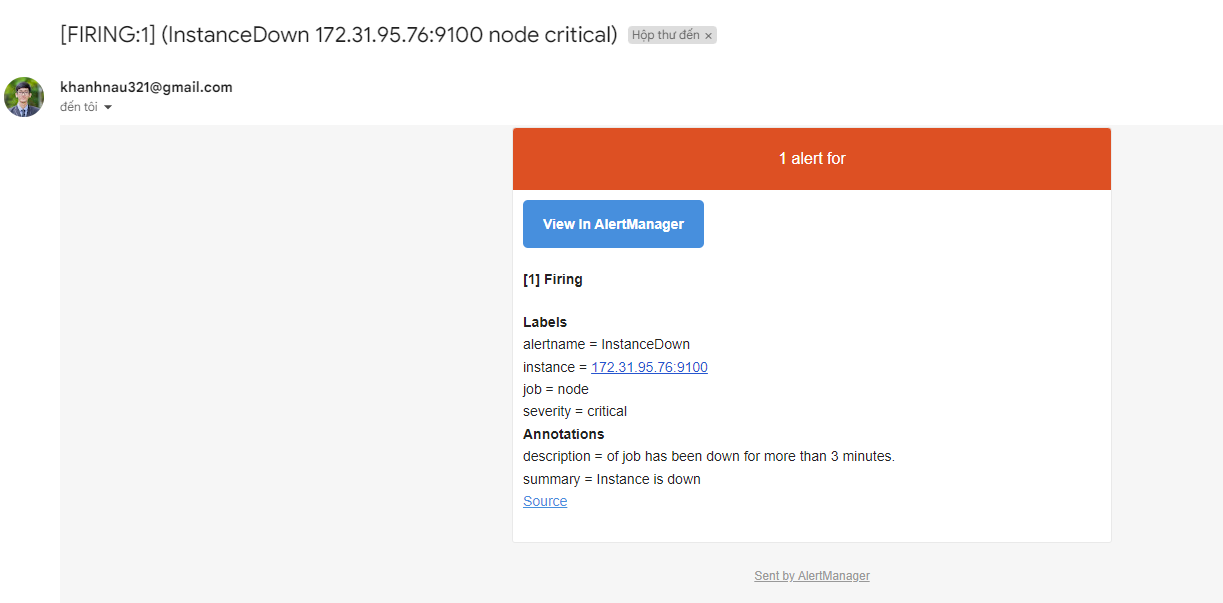 [FIRING:1] (InstanceDown 172.31.95.76:9100 node critical) Hộp thư đến ×
khanhnau321@gmail.com
đến tôi
1 alert for
View In AlertManager
[1] Firing
Labels
alertname = InstanceDown
instance = 172.31.95.76:9100
job = node
severity = critical
Annotations
description = of job has been down for more than 3 minutes.
summary = Instance is down
Source
Sent by AlertManager